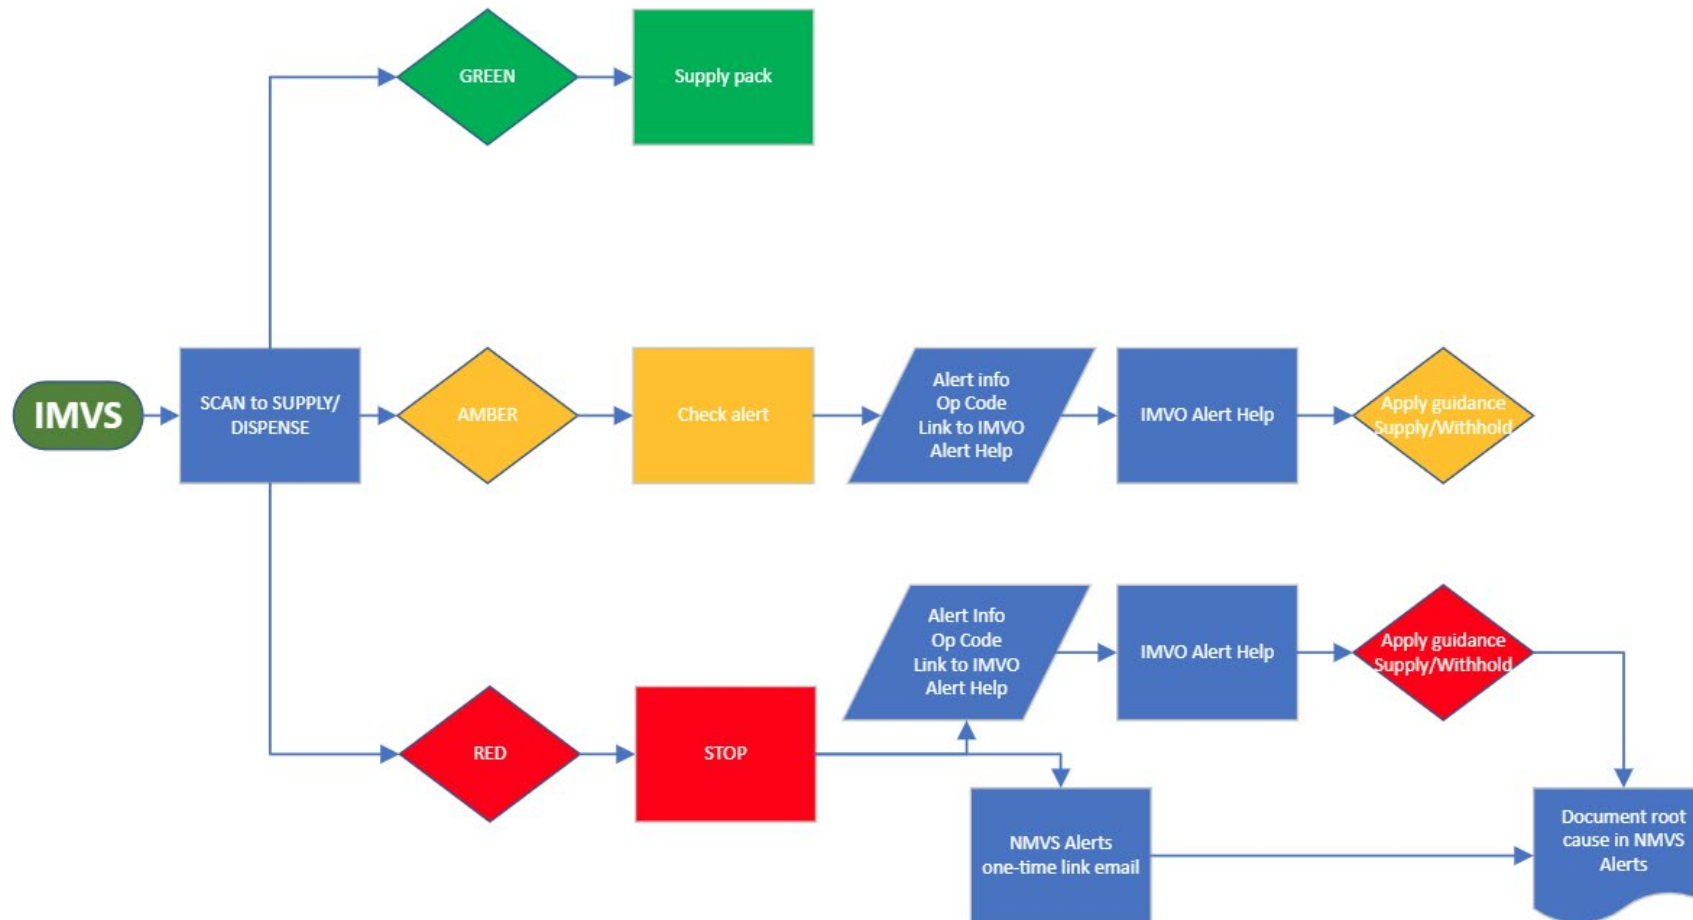 GREEN
Supply pack
IMVS
SCAN to SUPPLY/
DISPENSE
AMBER
Check alert
Alert info
Op Code
Link to IMVO
Alert Help
IMVO Alert Help
Apply guidance
Supply/Withhold
RED
STOP
Alert Info
Op Code
Link to IMVO
Alert Help
IMVO Alert Help
Apply guidance
Supply/Withhold
NMVS Alerts
one-time link email
Document root
cause in NMVS
Alerts